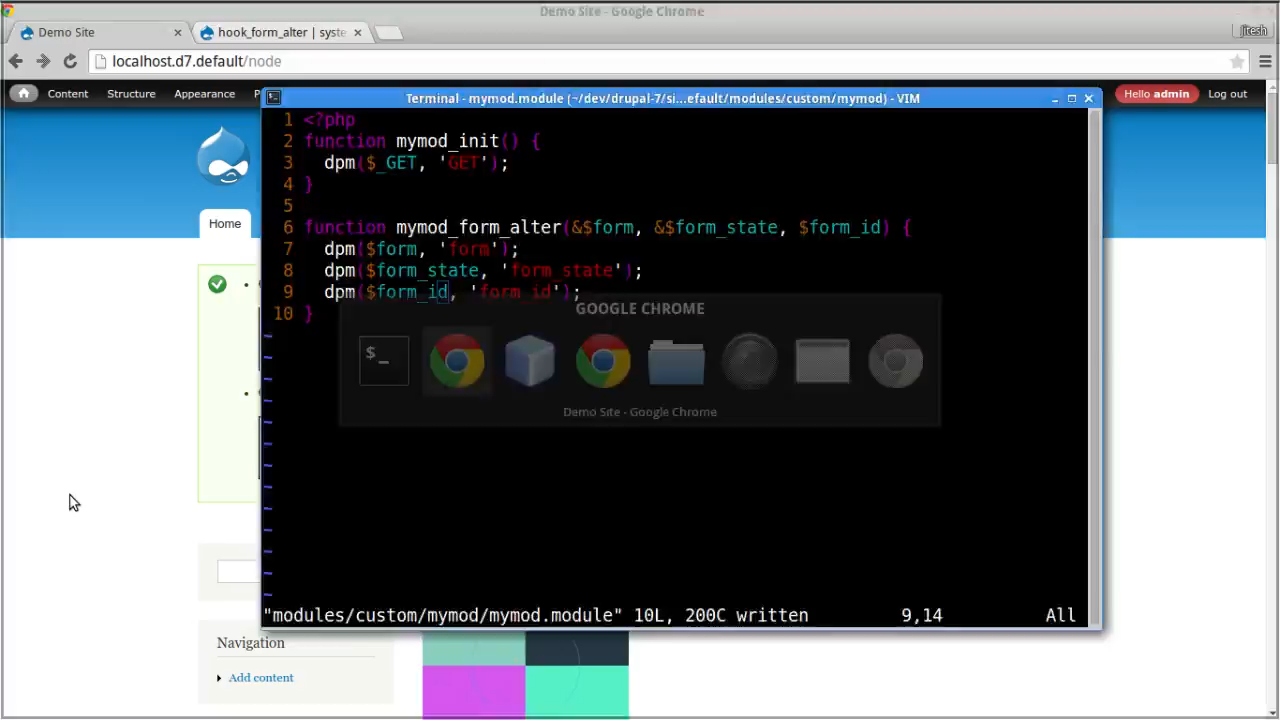 Demo Site - Google Chrome
Demo Site
hook_form_alter | syste
jitesh
localhost.d7.default/node
Content
Structure
Appearance
P
Hello admin
Log out
Terminal - mymod.module (~/dev/drupal-7/si...efault/modules/custom/mymod) - VIM
1 <?php
2 function mymod_init() {
3 dpm($_GET, 'GET');
4 }
5
6 function mymod_form_alter(&$form, &$form_state, $form_id) {
7 dpm($form, 'form');
8 dpm($form_state, 'form_state');
9 dpm($form_id, 'form_id');
10 }
~
~
~
~
~
~
~
~
~
~
~
~
~
Home
GOOGLE CHROME
$_
Demo Site - Google Chrome
"modules/custom/mymod/mymod.module" 10L, 200C written 9,14 All
Navigation
Add content